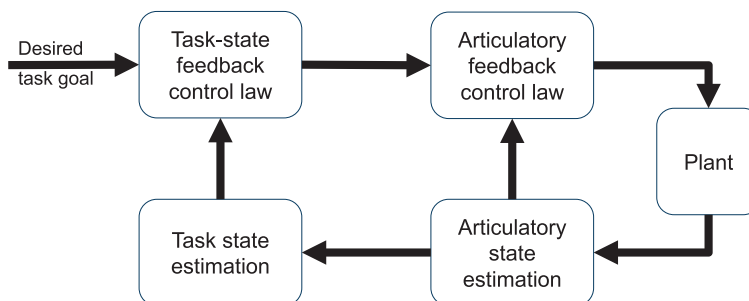 Desired
task goal
Task-state
feedback
control law
Articulatory
feedback
control law
Plant
Task state
estimation
Articulatory
state
estimation